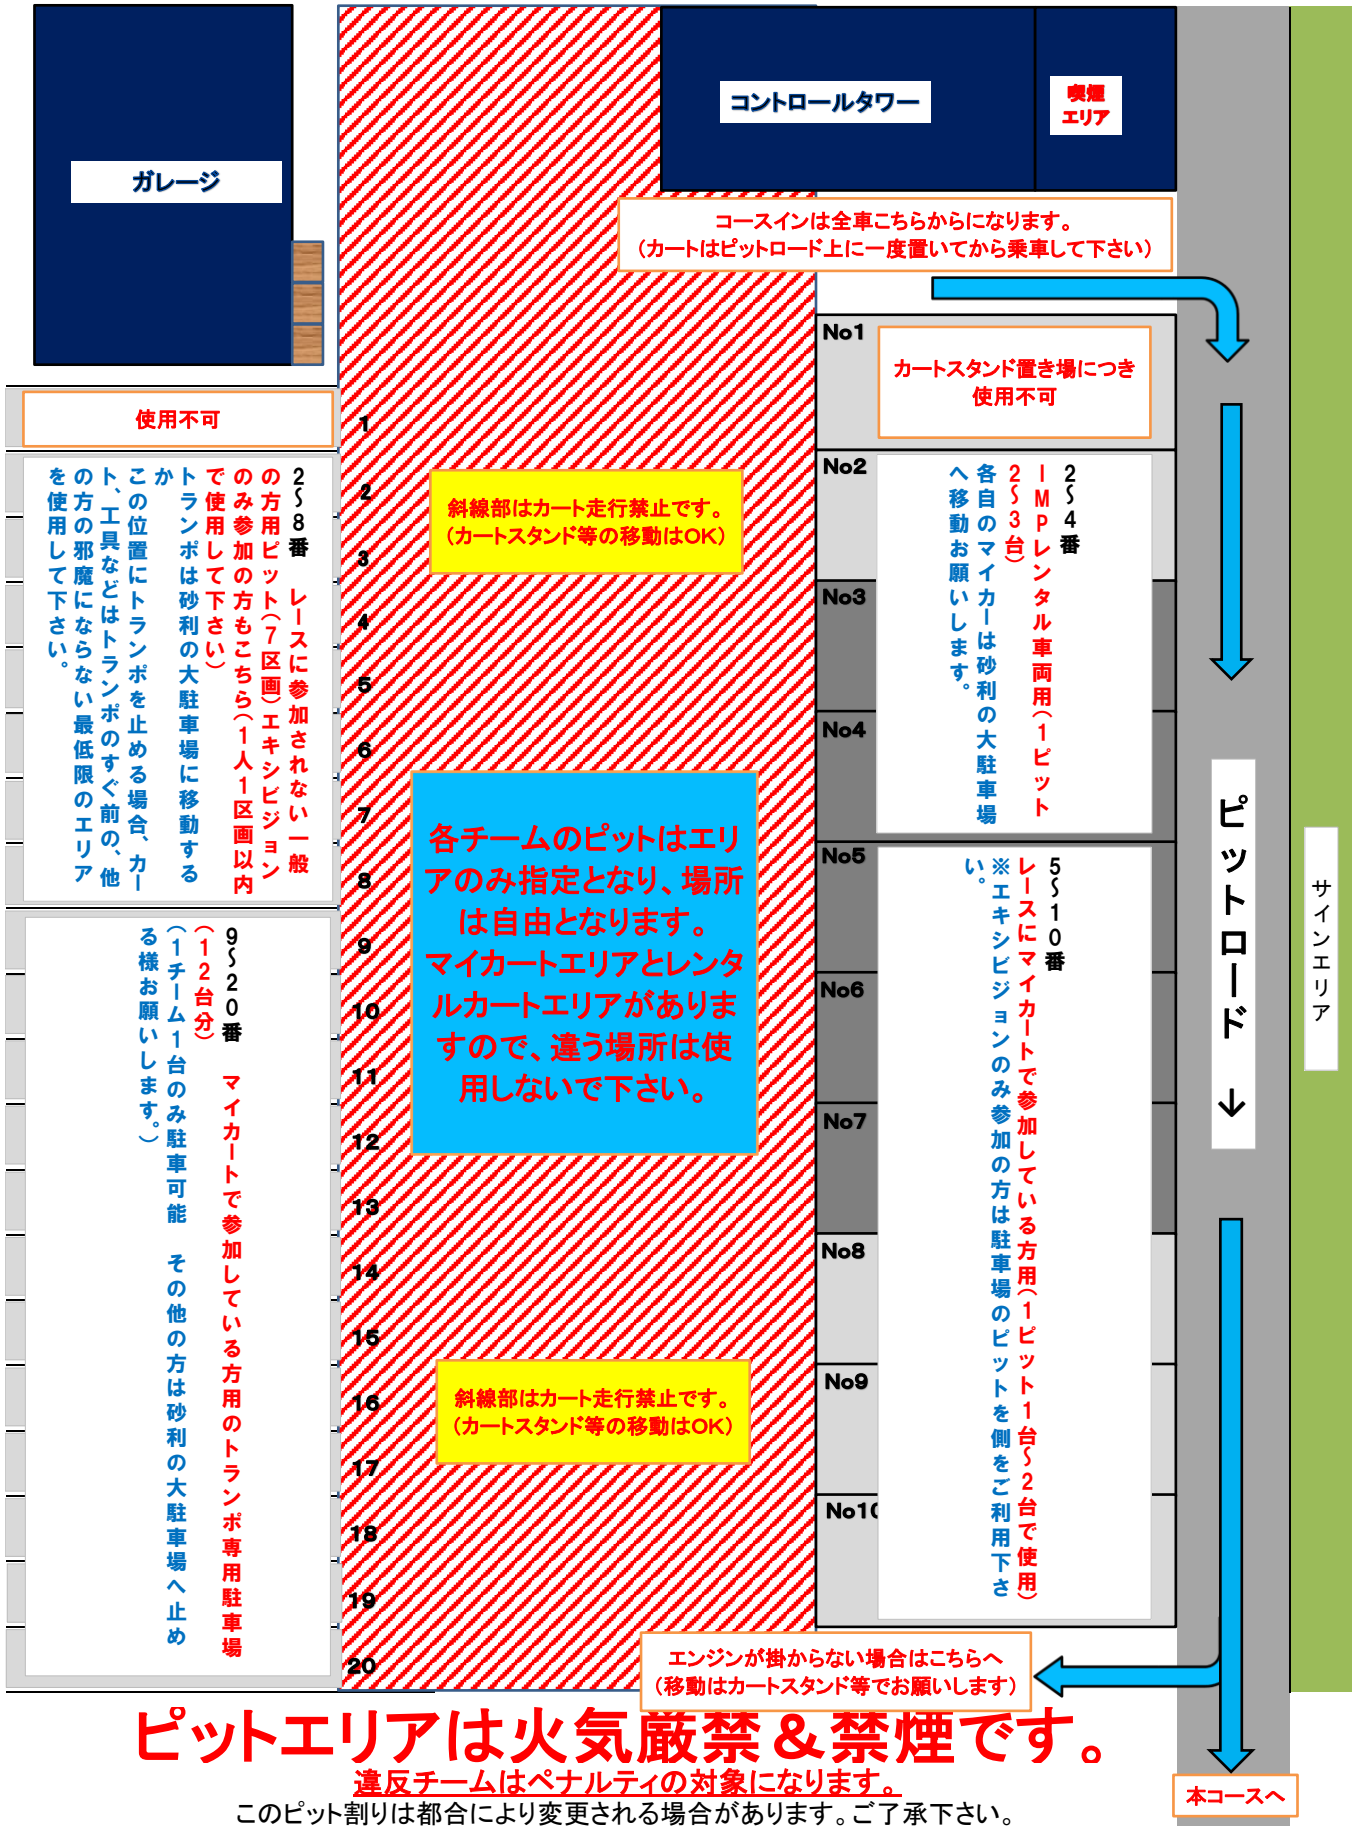 コントロールタワー
喫煙
エリア
ガレージ
コースインは全車こちらからになります。
（カートはピットロード上に一度置いてから乗車して下さい）
No1
カートスタンド置き場につき
使用不可
使用不可
1
2
3
4
5
6
7
8
9
10
11
12
13
14
15
16
17
18
19
20
2～8番　レースに参加されない一般
の方用ピット（7区画）エキシビジョン
のみ参加の方もこちら（1人1区画以内
で使用して下さい）
トランポは砂利の大駐車場に移動する
か
この位置にトランポを止める場合、カー
ト、工具などはトランポのすぐ前の、他
の方の邪魔にならない最低限のエリア
を使用して下さい。
9～20番　マイカートで参加している方用のトランポ専用駐車場
（12台分）
（1チーム1台のみ駐車可能　その他の方は砂利の大駐車場へ止め
る様お願いします。）
斜線部はカート走行禁止です。
（カートスタンド等の移動はOK）
各チームのピットはエリ
アのみ指定となり、場所
は自由となります。
マイカートエリアとレンタ
ルカートエリアがありま
すので、違う場所は使
用しないで下さい。
斜線部はカート走行禁止です。
（カートスタンド等の移動はOK）
No2
No3
No4
2～4番
IMPレンタル車両用（1ピット
2～3台）
各自のマイカーは砂利の大駐車場
へ移動お願いします。
No5
No6
No7
No8
No9
No10
5～10番
レースにマイカートで参加している方用（1ピット1台～2台で使用）
※エキシビジョンのみ参加の方は駐車場のピットを側をご利用下さ
い。
ピットロード　↓
サインエリア
エンジンが掛からない場合はこちらへ
（移動はカートスタンド等でお願いします）
ピットエリアは火気厳禁＆禁煙です。
違反チームはペナルティの対象になります。
本コースへ
このピット割りは都合により変更される場合があります。ご了承下さい。